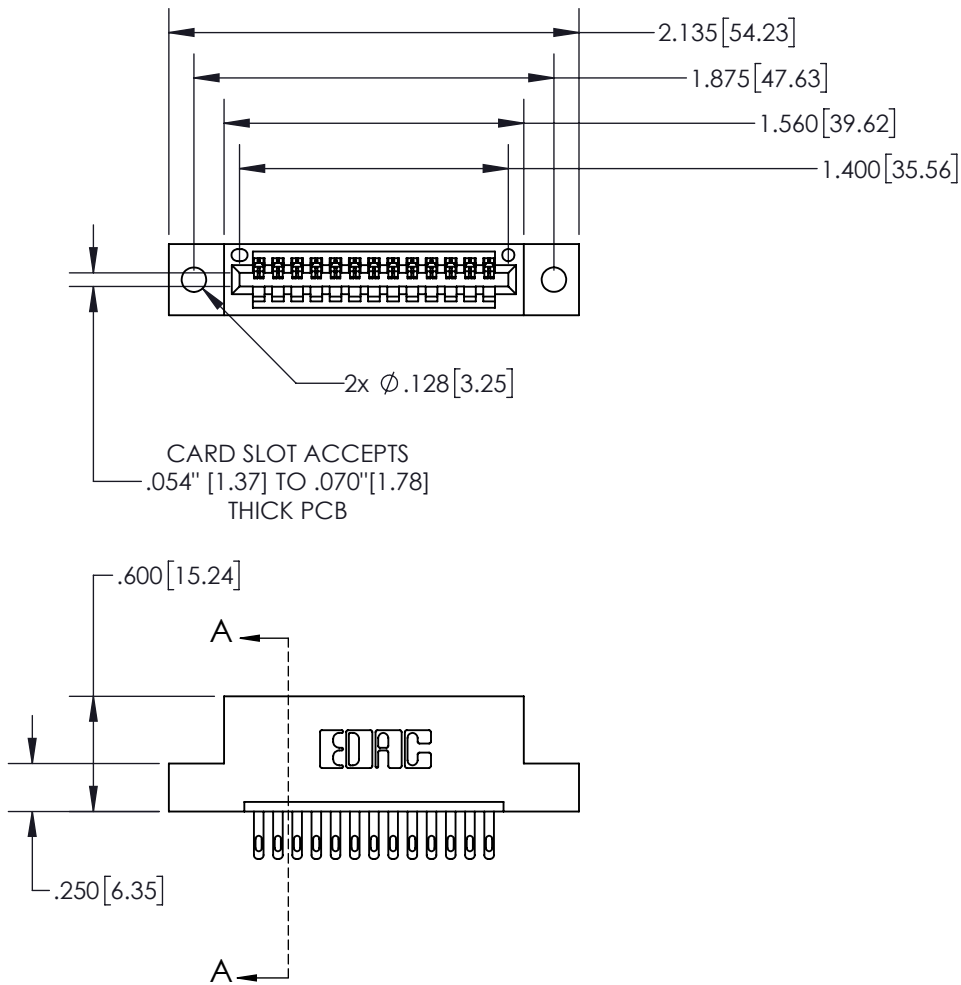 2.135[54.23]
1.875[47.63]
1.560[39.62]
1.400[35.56]
2x ∅.128[3.25]
CARD SLOT ACCEPTS
.054" [1.37] TO .070"[1.78]
THICK PCB
.600[15.24]
A
EDAC
.250[6.35]
A